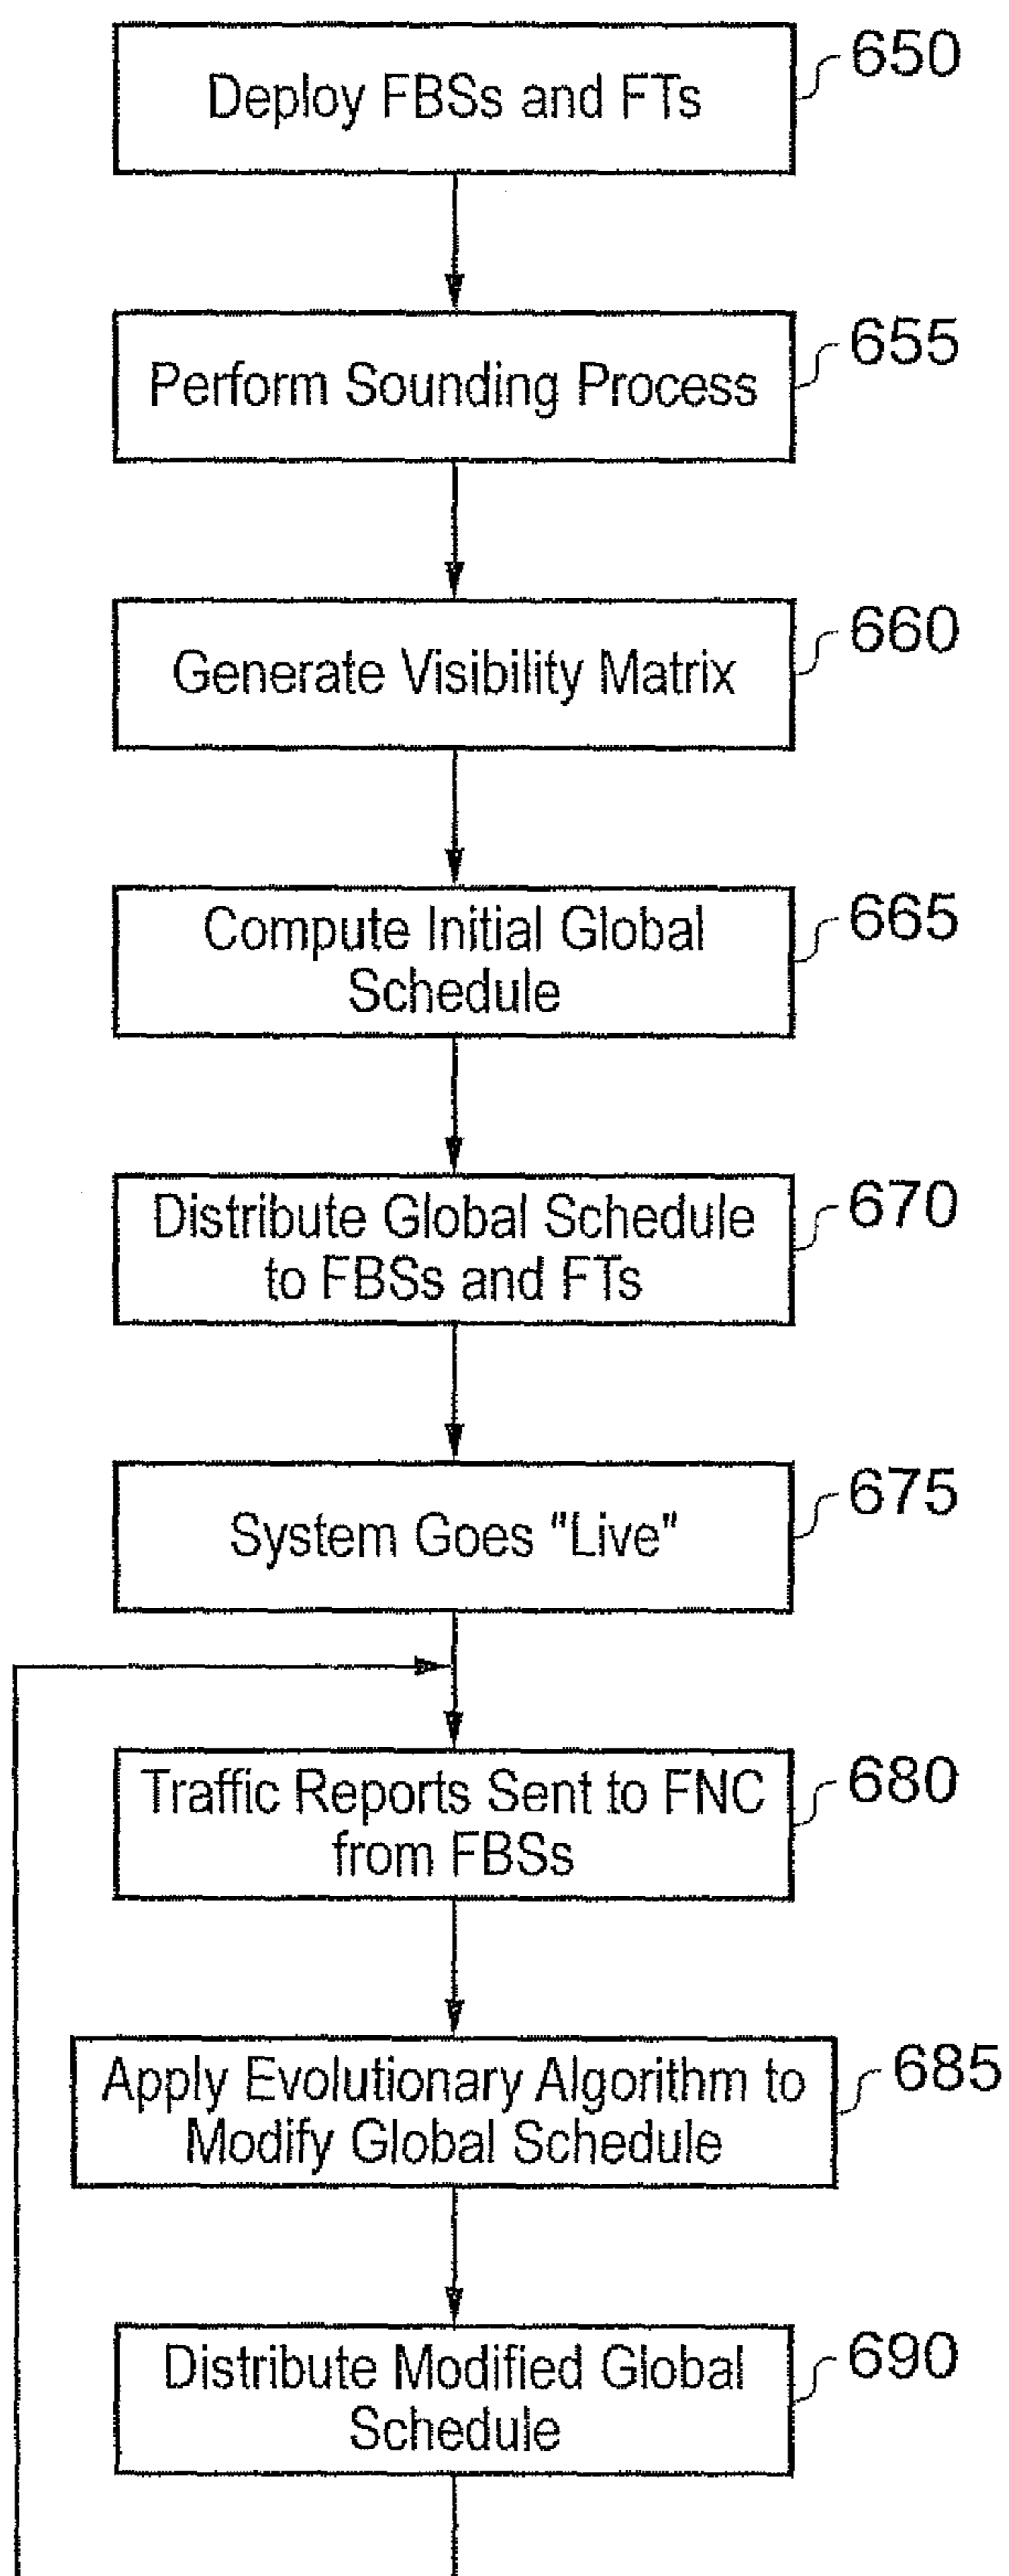 Deploy FBSs and FTs
650
Perform Sounding Process
655
Generate Visibility Matrix
660
Compute Initial Global
Schedule
665
Distribute Global Schedule
to FBSs and FTs
670
System Goes "Live"
675
Traffic Reports Sent to FNC
from FBSs
680
Apply Evolutionary Algorithm to
Modify Global Schedule
685
Distribute Modified Global
Schedule
690